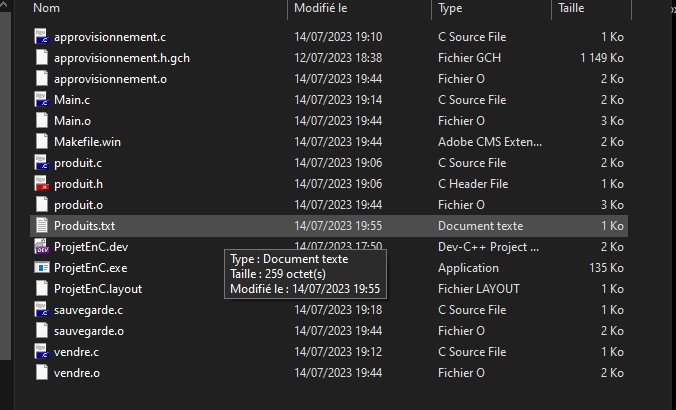 Nom Modifié le Type Taille »
approvisionnement.c 14/07/2023 19:10 C Source File 1 Ko
approvisionnement.h.gch 12/07/2023 18:38 Fichier GCH 1 149 Ko
approvisionnement.o 14/07/2023 19:44 Fichier O 2 Ko
Main.c 14/07/2023 19:14 C Source File 2 Ko
Main.o 14/07/2023 19:44 Fichier O 3 Ko
Makefile.win 14/07/2023 19:44 Adobe CMS Exten... 2 Ko
produit.c 14/07/2023 19:06 C Source File 2 Ko
produit.h 14/07/2023 19:06 C Header File 1 Ko
produit.o 14/07/2023 19:44 Fichier O 3 Ko
Produits.txt 14/07/2023 19:55 Document texte 1 Ko
ProjetEnC.dev 14/07/2023 17:50 Dev-C++ Project ... 2 Ko
Type : Document texte
ProjetEnC.exe Application 135 Ko
Taille : 259 octet(s)
ProjetEnC.layout Fichier LAYOUT 1 Ko
Modifié le : 14/07/2023 19:55
sauvegarde.c 14/07/2023 19:18 C Source File 1 Ko
sauvegarde.o 14/07/2023 19:44 Fichier O 2 Ko
vendre.c 14/07/2023 19:12 C Source File 1 Ko
vendre.o 14/07/2023 19:44 Fichier O 2 Ko